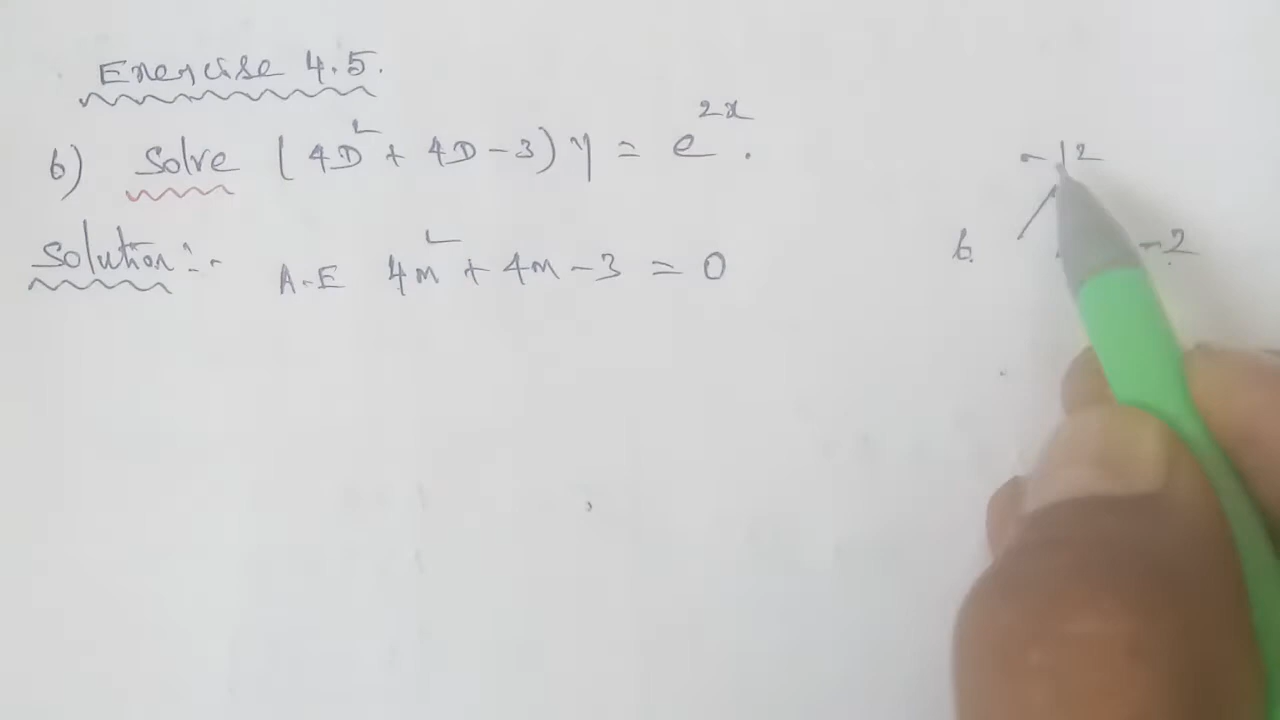 Exercise 4.5.
6) Solve (4D² + 4D - 3) y = e^2x.
Solution:- A.E 4m² + 4m - 3 = 0
-12
6 -2